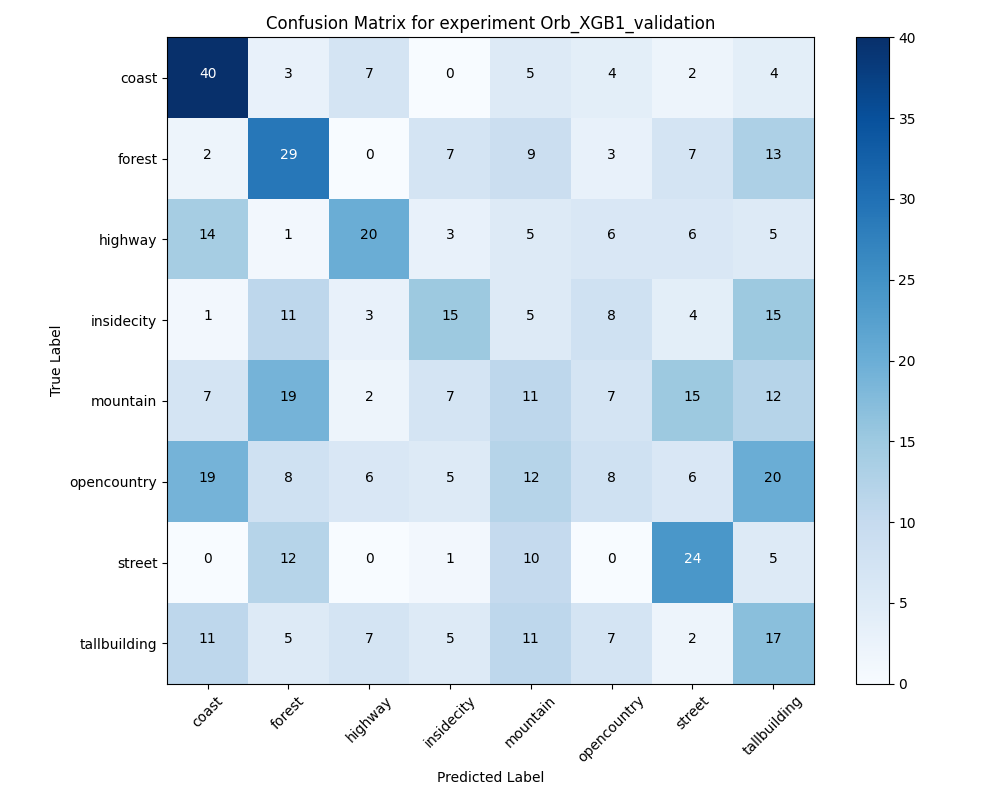 Confusion Matrix for experiment Orb_XGB1_validation
coast 40 3 7 0 5 4 2 4
forest 2 29 0 7 9 3 7 13
highway 14 1 20 3 5 6 6 5
insidecity 1 11 3 15 5 8 4 15
mountain 7 19 2 7 11 7 15 12
opencountry 19 8 6 5 12 8 6 20
street 0 12 0 1 10 0 24 5
tallbuilding 11 5 7 5 11 7 2 17
coast forest highway insidecity mountain opencountry street tallbuilding
Predicted Label
True Label
40
35
30
25
20
15
10
5
0